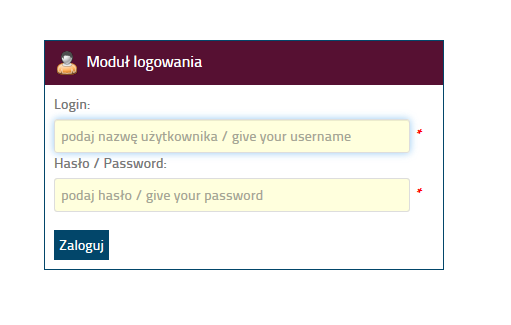 Moduł logowania
Login:
podaj nazwę użytkownika / give your username *
Hasło / Password:
podaj hasło / give your password *
Zaloguj